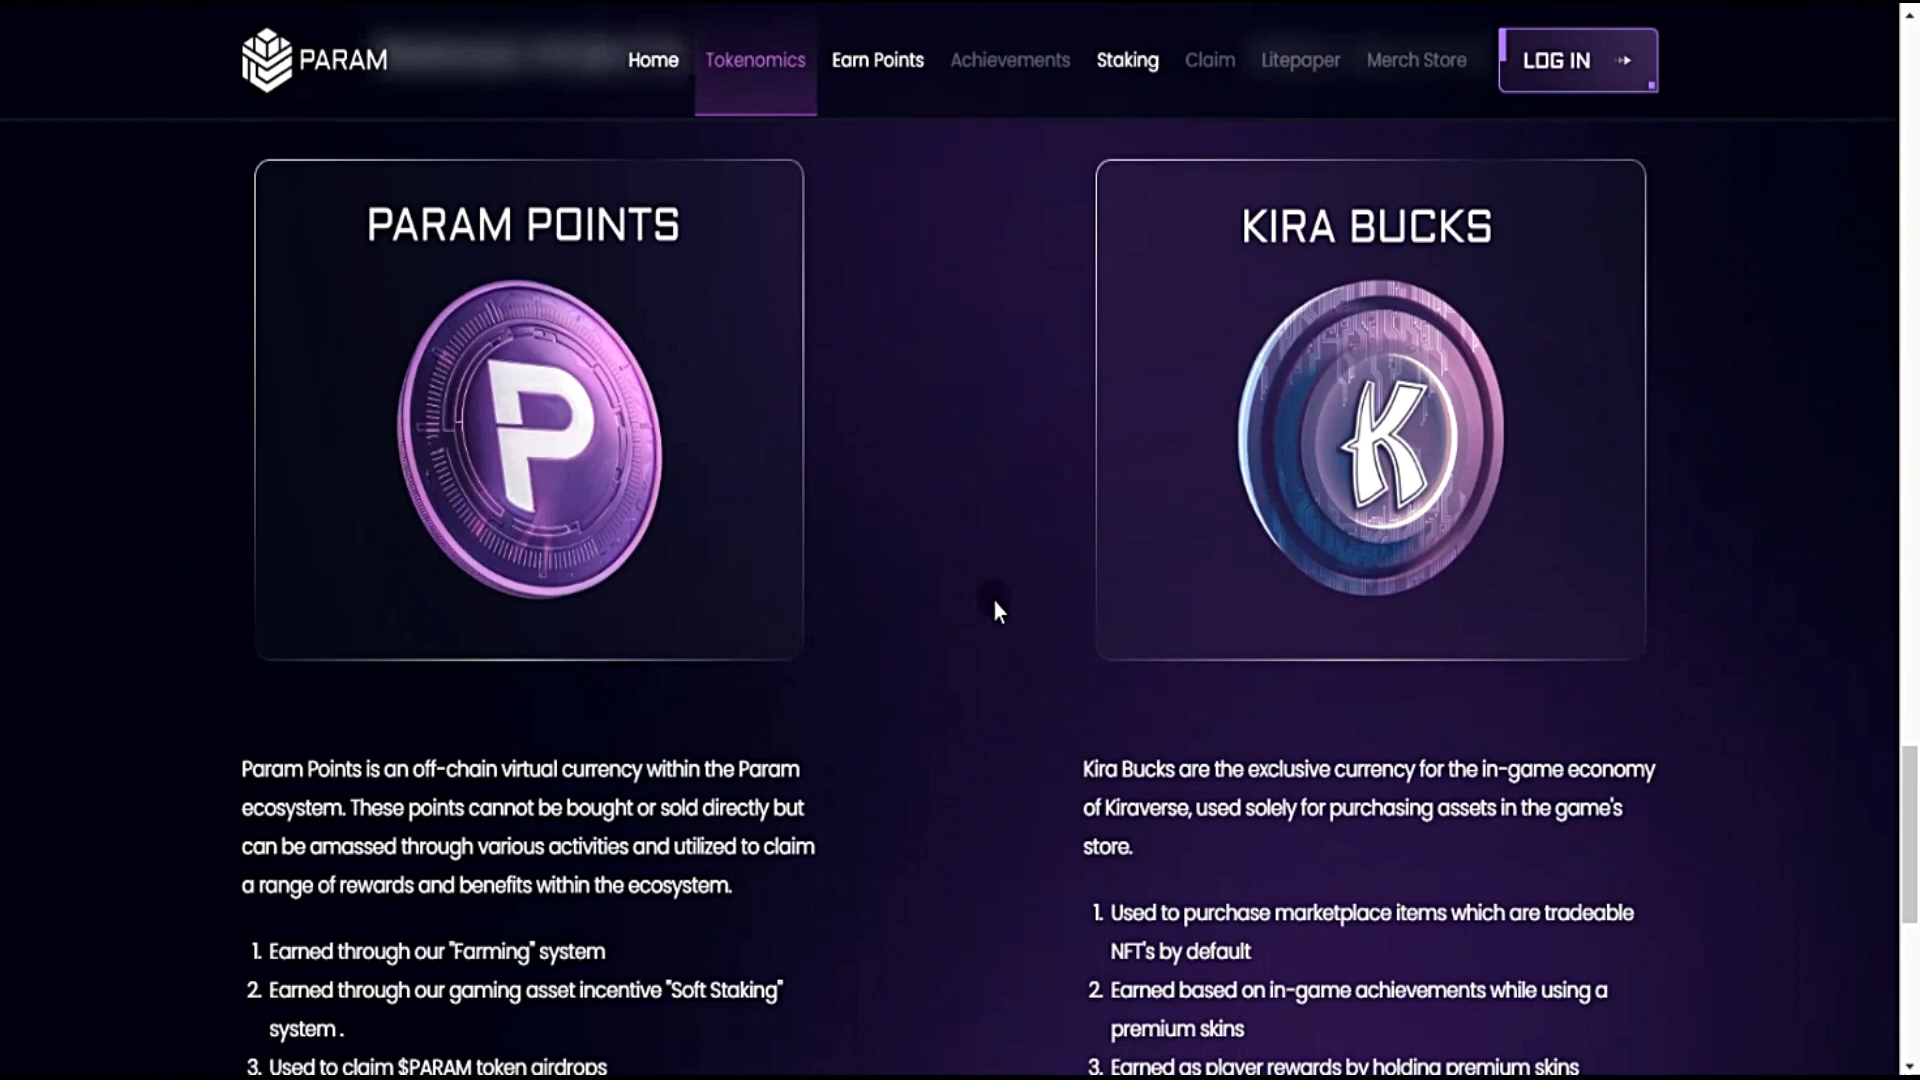 PARAM
Home Tokenomics Earn Points Achievements Staking Claim Litepaper Merch Store LOG IN
PARAM POINTS
P
Param Points is an off-chain virtual currency within the Param
ecosystem. These points cannot be bought or sold directly but
can be amassed through various activities and utilized to claim
a range of rewards and benefits within the ecosystem.
1. Earned through our "Farming" system
2. Earned through our gaming asset incentive "Soft Staking"
system .
3. Used to claim $PARAM token airdrops
KIRA BUCKS
K
Kira Bucks are the exclusive currency for the in-game economy
of Kiraverse, used solely for purchasing assets in the game's
store.
1. Used to purchase marketplace items which are tradeable
NFT's by default
2. Earned based on in-game achievements while using a
premium skins
3. Earned as player rewards by holding premium skins